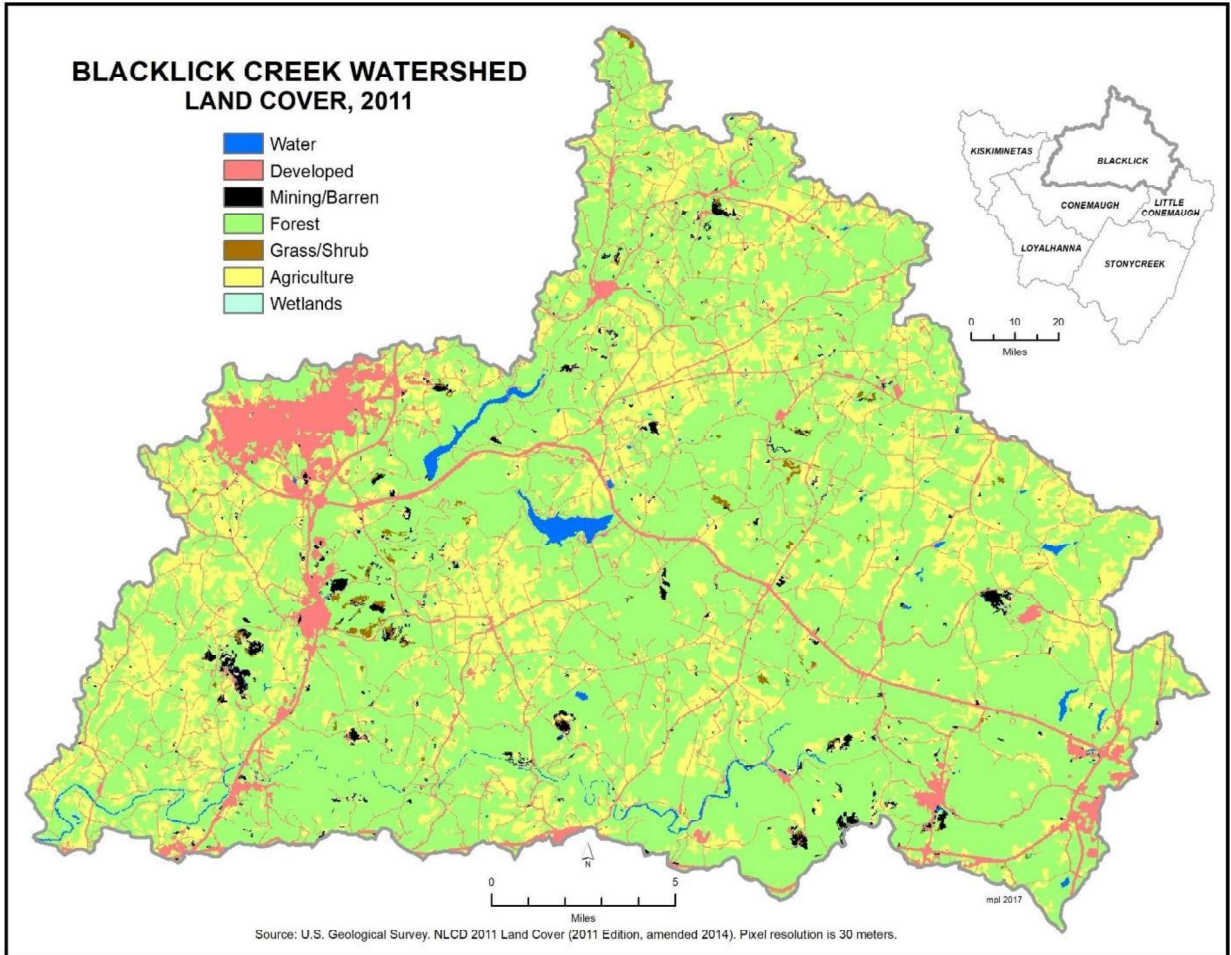 BLACKLICK CREEK WATERSHED
LAND COVER, 2011
Water
Developed
Mining/Barren
Forest
Grass/Shrub
Agriculture
Wetlands
KISKIMINETAS
BLACKLICK
CONEMAUGH
LITTLE
CONEMAUGH
LOYALHANNA
STONYCREEK
0 10 20
Miles
N
0 5
Miles
mpl 2017
Source: U.S. Geological Survey. NLCD 2011 Land Cover (2011 Edition, amended 2014). Pixel resolution is 30 meters.